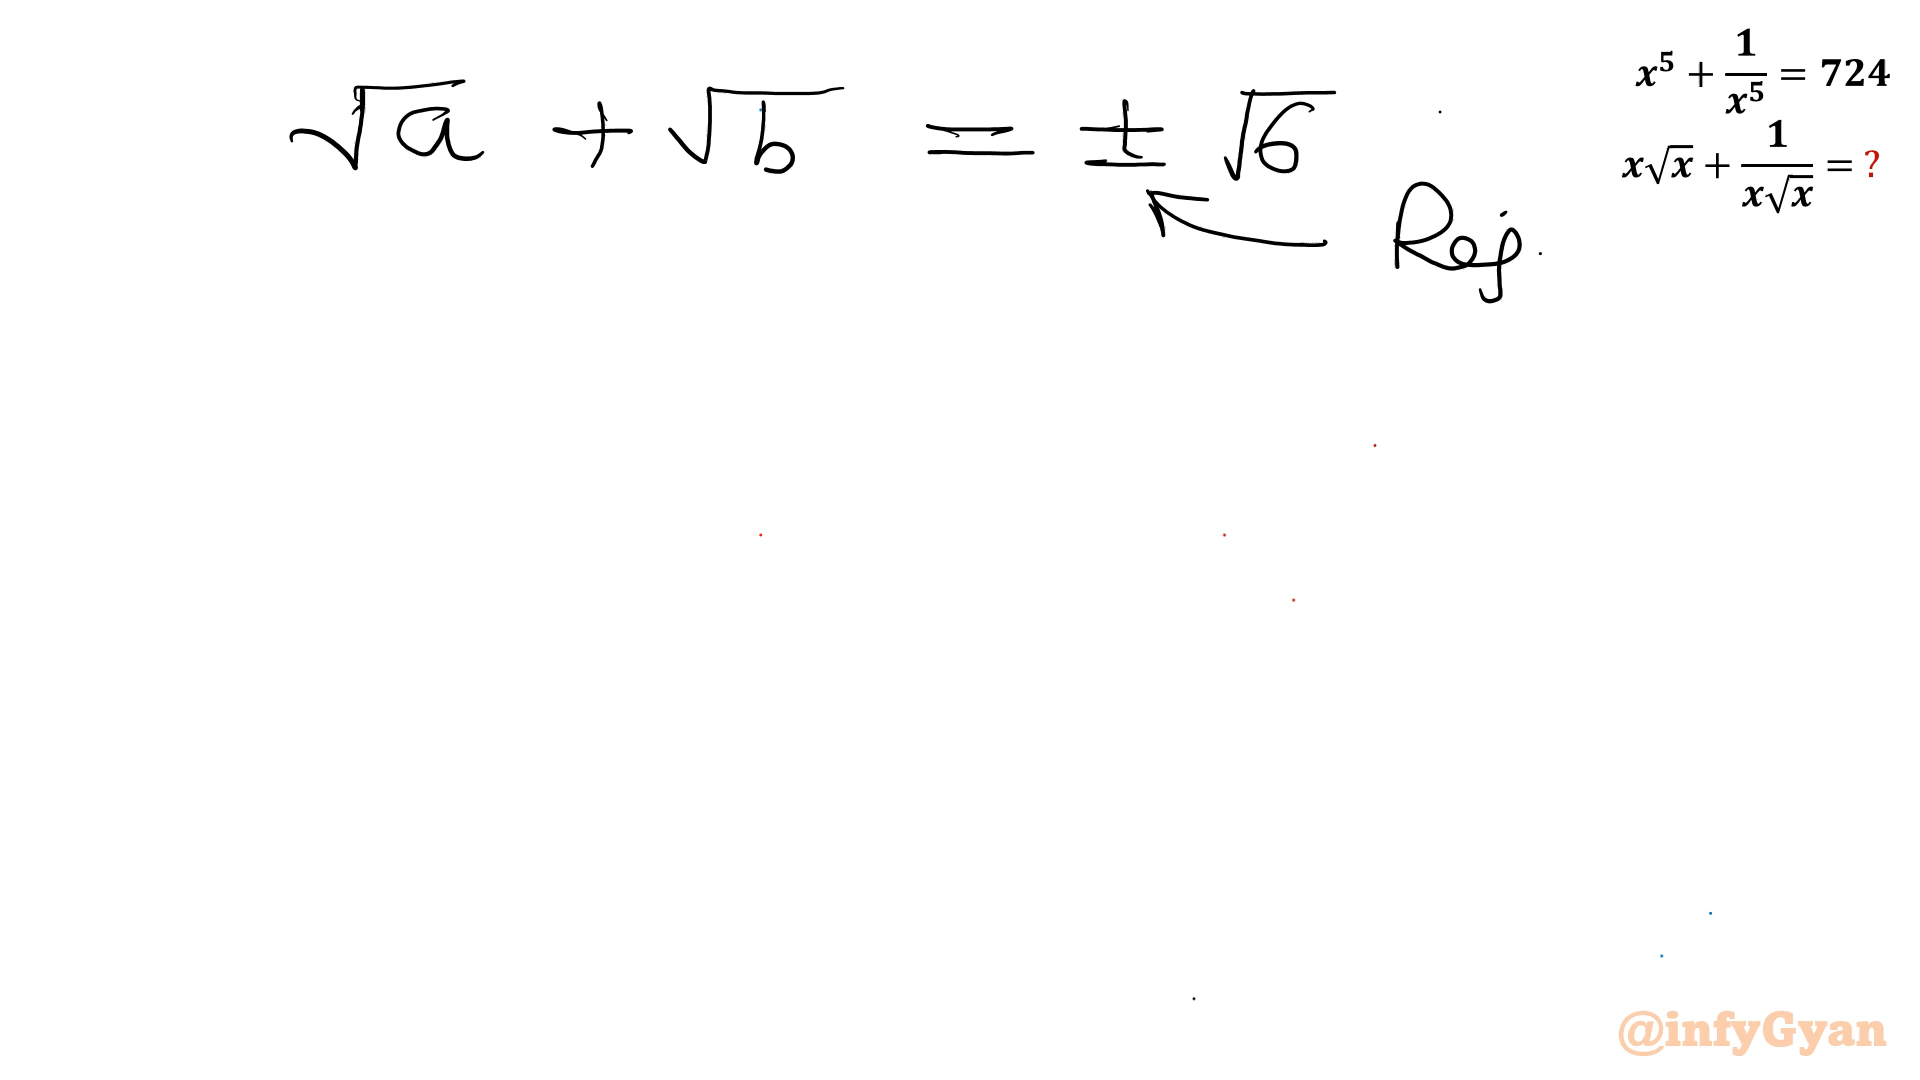 √a + √b = ± √6
Rej.
x⁵ + 1/x⁵ = 724
x√x + 1/(x√x) = ?
@infyGyan